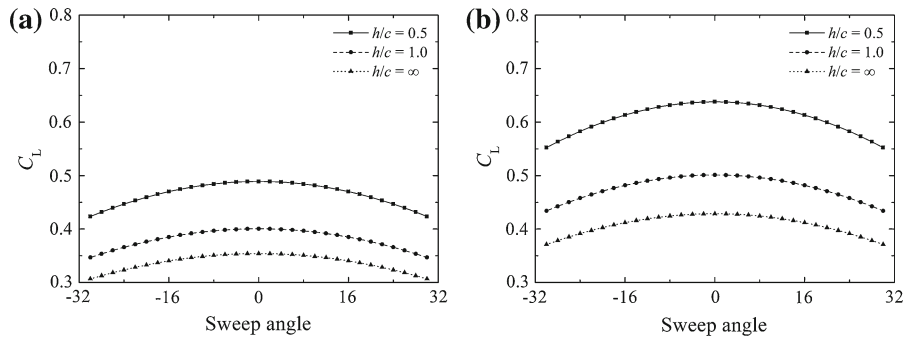 (a)
0.8
0.7
0.6
0.5
0.4
0.3
C_L
h/c = 0.5
h/c = 1.0
h/c = ∞
-32
-16
0
16
32
Sweep angle
(b)
0.8
0.7
0.6
0.5
0.4
0.3
C_L
h/c = 0.5
h/c = 1.0
h/c = ∞
-32
-16
0
16
32
Sweep angle